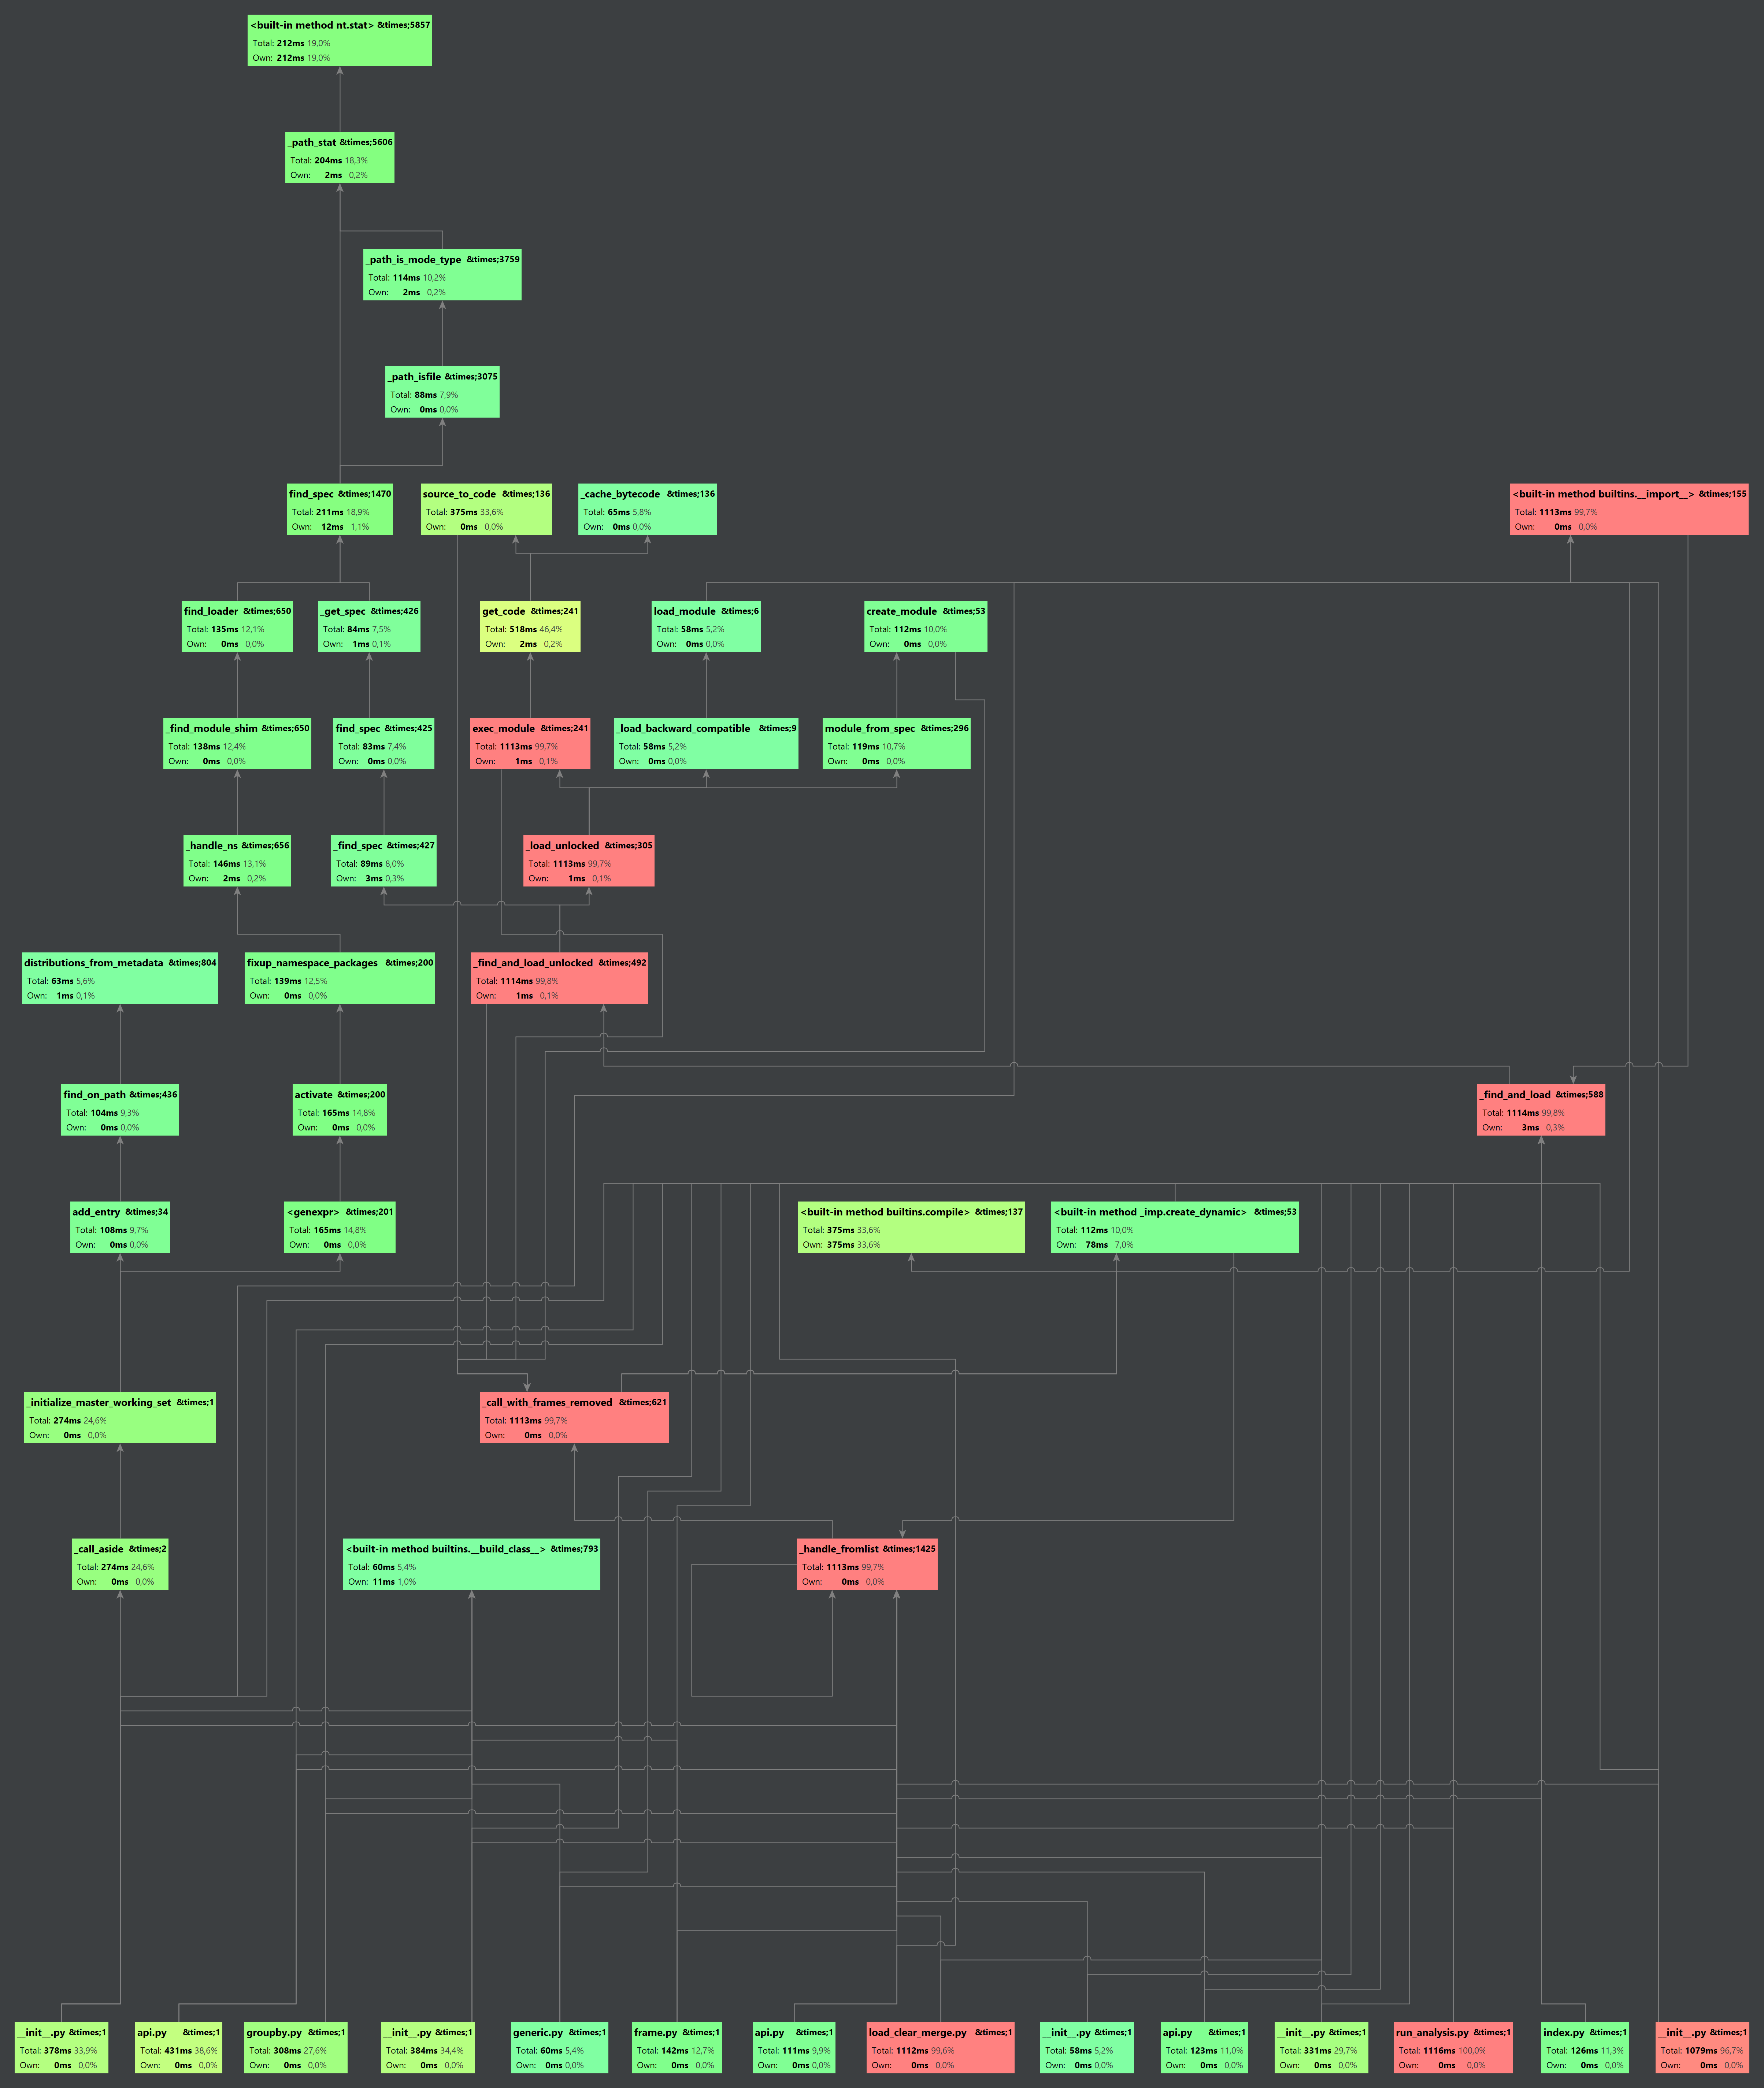 <built-in method nt.stat> &times;5857
Total: 212ms 19,0%
Own: 212ms 19,0%
_path_stat &times;5606
Total: 204ms 18,3%
Own: 2ms 0,2%
_path_is_mode_type &times;3759
Total: 114ms 10,2%
Own: 2ms 0,2%
_path_isfile &times;3075
Total: 88ms 7,9%
Own: 0ms 0,0%
find_spec &times;1470
Total: 211ms 18,9%
Own: 12ms 1,1%
source_to_code &times;136
Total: 375ms 33,6%
Own: 0ms 0,0%
_cache_bytecode &times;136
Total: 65ms 5,8%
Own: 0ms 0,0%
<built-in method builtins.__import__> &times;155
Total: 1113ms 99,7%
Own: 0ms 0,0%
find_loader &times;650
Total: 135ms 12,1%
Own: 0ms 0,0%
_get_spec &times;426
Total: 84ms 7,5%
Own: 1ms 0,1%
get_code &times;241
Total: 518ms 46,4%
Own: 2ms 0,2%
load_module &times;6
Total: 58ms 5,2%
Own: 0ms 0,0%
create_module &times;53
Total: 112ms 10,0%
Own: 0ms 0,0%
_find_module_shim &times;650
Total: 138ms 12,4%
Own: 0ms 0,0%
find_spec &times;425
Total: 83ms 7,4%
Own: 0ms 0,0%
exec_module &times;241
Total: 1113ms 99,7%
Own: 1ms 0,1%
_load_backward_compatible &times;9
Total: 58ms 5,2%
Own: 0ms 0,0%
module_from_spec &times;296
Total: 119ms 10,7%
Own: 0ms 0,0%
_handle_ns &times;656
Total: 146ms 13,1%
Own: 2ms 0,2%
_find_spec &times;427
Total: 89ms 8,0%
Own: 3ms 0,3%
_load_unlocked &times;305
Total: 1113ms 99,7%
Own: 1ms 0,1%
distributions_from_metadata &times;804
Total: 63ms 5,6%
Own: 1ms 0,1%
fixup_namespace_packages &times;200
Total: 139ms 12,5%
Own: 0ms 0,0%
_find_and_load_unlocked &times;492
Total: 1114ms 99,8%
Own: 1ms 0,1%
find_on_path &times;436
Total: 104ms 9,3%
Own: 0ms 0,0%
activate &times;200
Total: 165ms 14,8%
Own: 0ms 0,0%
_find_and_load &times;588
Total: 1114ms 99,8%
Own: 3ms 0,3%
add_entry &times;34
Total: 108ms 9,7%
Own: 0ms 0,0%
<genexpr> &times;201
Total: 165ms 14,8%
Own: 0ms 0,0%
<built-in method builtins.compile> &times;137
Total: 375ms 33,6%
Own: 375ms 33,6%
<built-in method _imp.create_dynamic> &times;53
Total: 112ms 10,0%
Own: 78ms 7,0%
_initialize_master_working_set &times;1
Total: 274ms 24,6%
Own: 0ms 0,0%
_call_with_frames_removed &times;621
Total: 1113ms 99,7%
Own: 0ms 0,0%
_call_aside &times;2
Total: 274ms 24,6%
Own: 0ms 0,0%
<built-in method builtins.__build_class__> &times;793
Total: 60ms 5,4%
Own: 11ms 1,0%
_handle_fromlist &times;1425
Total: 1113ms 99,7%
Own: 0ms 0,0%
__init__.py &times;1
Total: 378ms 33,9%
Own: 0ms 0,0%
api.py &times;1
Total: 431ms 38,6%
Own: 0ms 0,0%
groupby.py &times;1
Total: 308ms 27,6%
Own: 0ms 0,0%
__init__.py &times;1
Total: 384ms 34,4%
Own: 0ms 0,0%
generic.py &times;1
Total: 60ms 5,4%
Own: 0ms 0,0%
frame.py &times;1
Total: 142ms 12,7%
Own: 0ms 0,0%
api.py &times;1
Total: 111ms 9,9%
Own: 0ms 0,0%
load_clear_merge.py &times;1
Total: 1112ms 99,6%
Own: 0ms 0,0%
__init__.py &times;1
Total: 58ms 5,2%
Own: 0ms 0,0%
api.py &times;1
Total: 123ms 11,0%
Own: 0ms 0,0%
__init__.py &times;1
Total: 331ms 29,7%
Own: 0ms 0,0%
run_analysis.py &times;1
Total: 1116ms 100,0%
Own: 0ms 0,0%
index.py &times;1
Total: 126ms 11,3%
Own: 0ms 0,0%
__init__.py &times;1
Total: 1079ms 96,7%
Own: 0ms 0,0%